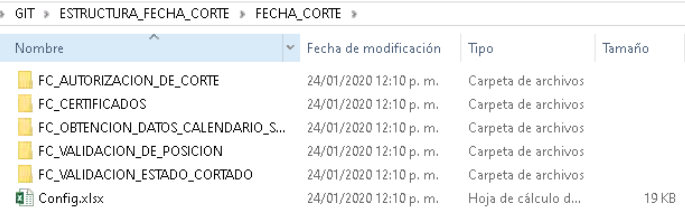 GIT > ESTRUCTURA_FECHA_CORTE > FECHA_CORTE >
Nombre Fecha de modificación Tipo Tamaño
FC_AUTORIZACION_DE_CORTE 24/01/2020 12:10 p. m. Carpeta de archivos
FC_CERTIFICADOS 24/01/2020 12:10 p. m. Carpeta de archivos
FC_OBTENCION_DATOS_CALENDARIO_S... 24/01/2020 12:10 p. m. Carpeta de archivos
FC_VALIDACION_DE_POSICION 24/01/2020 12:10 p. m. Carpeta de archivos
FC_VALIDACION_ESTADO_CORTADO 24/01/2020 12:10 p. m. Carpeta de archivos
Config.xlsx 24/01/2020 12:10 p. m. Hoja de cálculo d... 19 KB